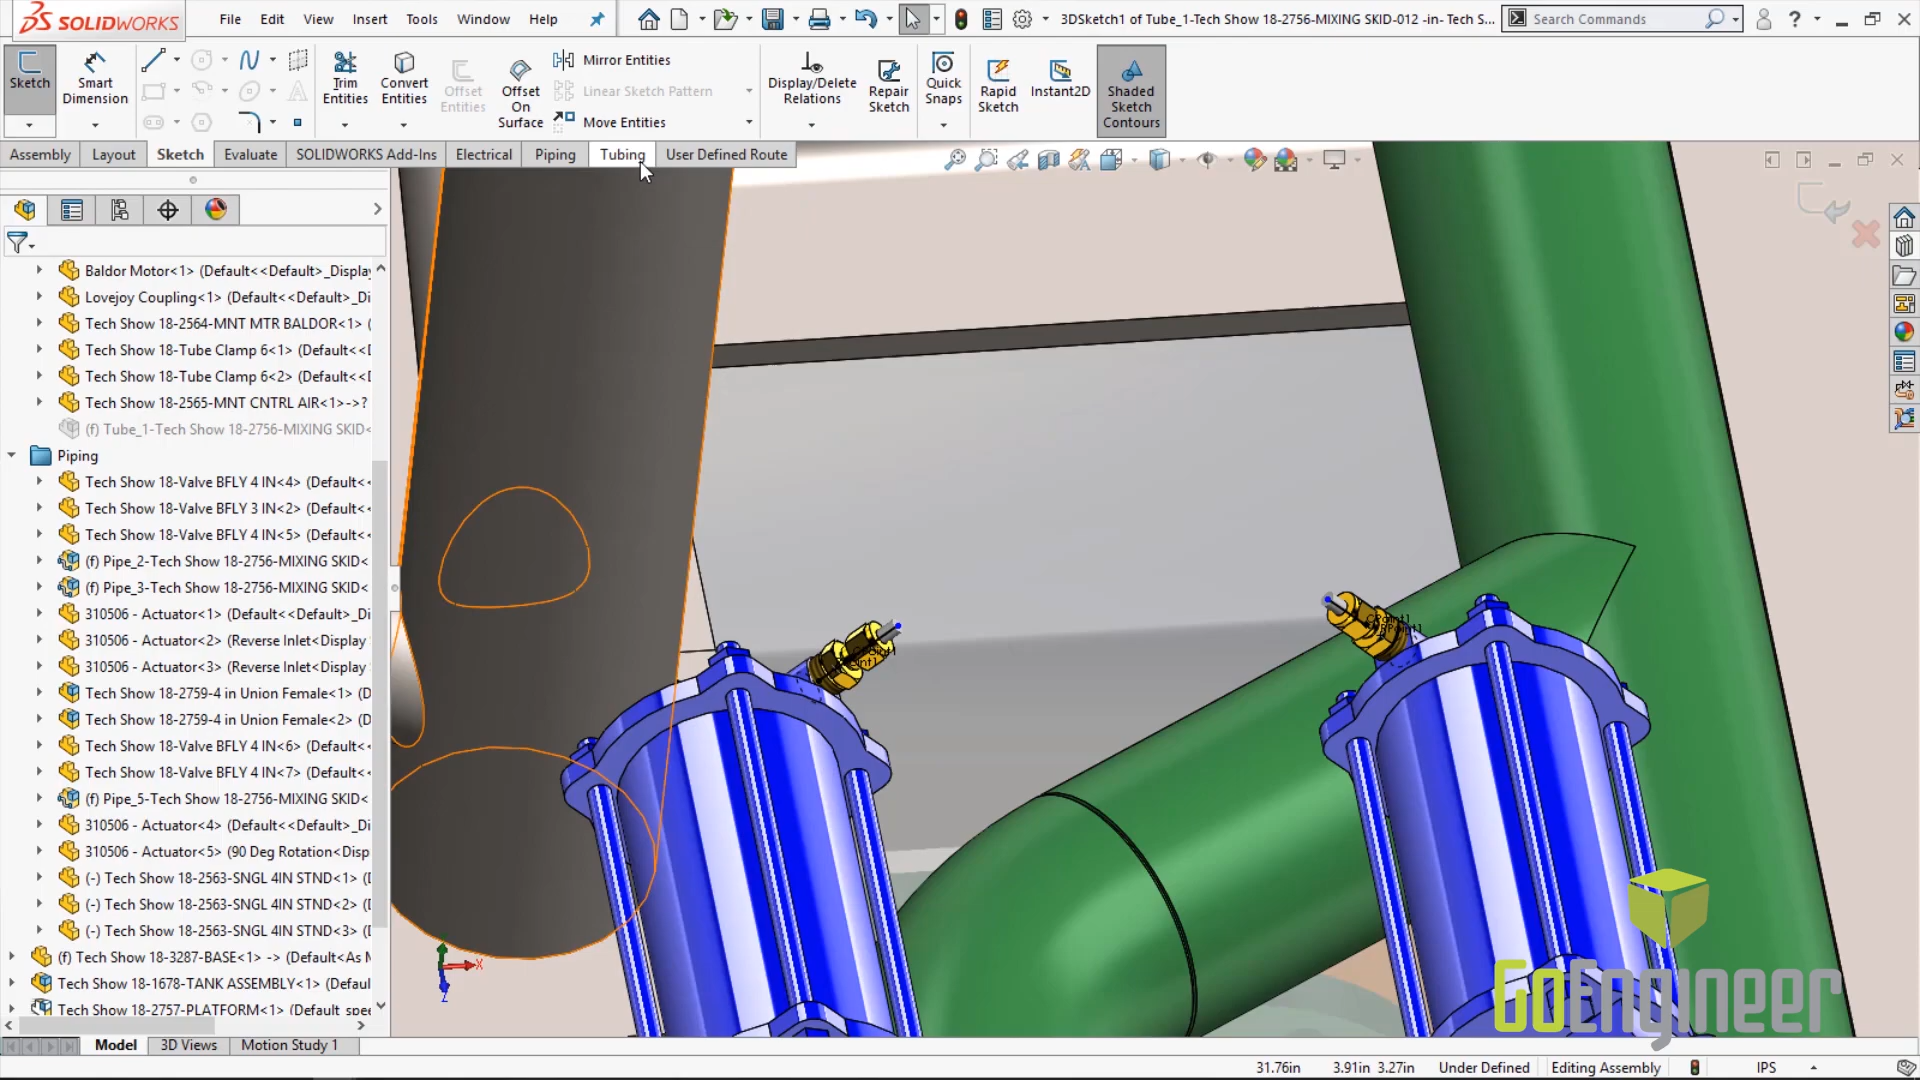 SOLIDWORKS
File Edit View Insert Tools Window Help
3DSketch1 of Tube_1-Tech Show 18-2756-MIXING SKID-012 -in- Tech S...
Search Commands
Sketch
Smart Dimension
Trim Entities
Convert Entities
Offset Entities
Offset On Surface
Mirror Entities
Linear Sketch Pattern
Move Entities
Display/Delete Relations
Repair Sketch
Quick Snaps
Rapid Sketch
Instant2D
Shaded Sketch Contours
Assembly Layout Sketch Evaluate SOLIDWORKS Add-Ins Electrical Piping Tubing User Defined Route
Baldor Motor<1> (Default<<Default>_Display
Lovejoy Coupling<1> (Default<<Default>_Di
Tech Show 18-2564-MNT MTR BALDOR<1> (
Tech Show 18-Tube Clamp 6<1> (Default<<D
Tech Show 18-Tube Clamp 6<2> (Default<<D
Tech Show 18-2565-MNT CNTRL AIR<1>->?
(f) Tube_1-Tech Show 18-2756-MIXING SKID<
Piping
Tech Show 18-Valve BFLY 4 IN<4> (Default<
Tech Show 18-Valve BFLY 3 IN<2> (Default<
Tech Show 18-Valve BFLY 4 IN<5> (Default<
(f) Pipe_2-Tech Show 18-2756-MIXING SKID<
(f) Pipe_3-Tech Show 18-2756-MIXING SKID<
310506 - Actuator<1> (Default<<Default>_Di
310506 - Actuator<2> (Reverse Inlet<Display
310506 - Actuator<3> (Reverse Inlet<Display
Tech Show 18-2759-4 in Union Female<1> (D
Tech Show 18-2759-4 in Union Female<2> (D
Tech Show 18-Valve BFLY 4 IN<6> (Default<
Tech Show 18-Valve BFLY 4 IN<7> (Default<
(f) Pipe_5-Tech Show 18-2756-MIXING SKID<
310506 - Actuator<4> (Default<<Default>_Di
310506 - Actuator<5> (90 Deg Rotation<Disp
(-) Tech Show 18-2563-SNGL 4IN STND<1> (D
(-) Tech Show 18-2563-SNGL 4IN STND<2> (D
(-) Tech Show 18-2563-SNGL 4IN STND<3> (D
(f) Tech Show 18-3287-BASE<1> -> (Default<As M
Tech Show 18-1678-TANK ASSEMBLY<1> (Defaul
Tech Show 18-2757-PLATFORM<1> (Default_spe
X
Z
GoEngineer
Model 3D Views Motion Study 1
31.76in 3.91in 3.27in Under Defined Editing Assembly IPS